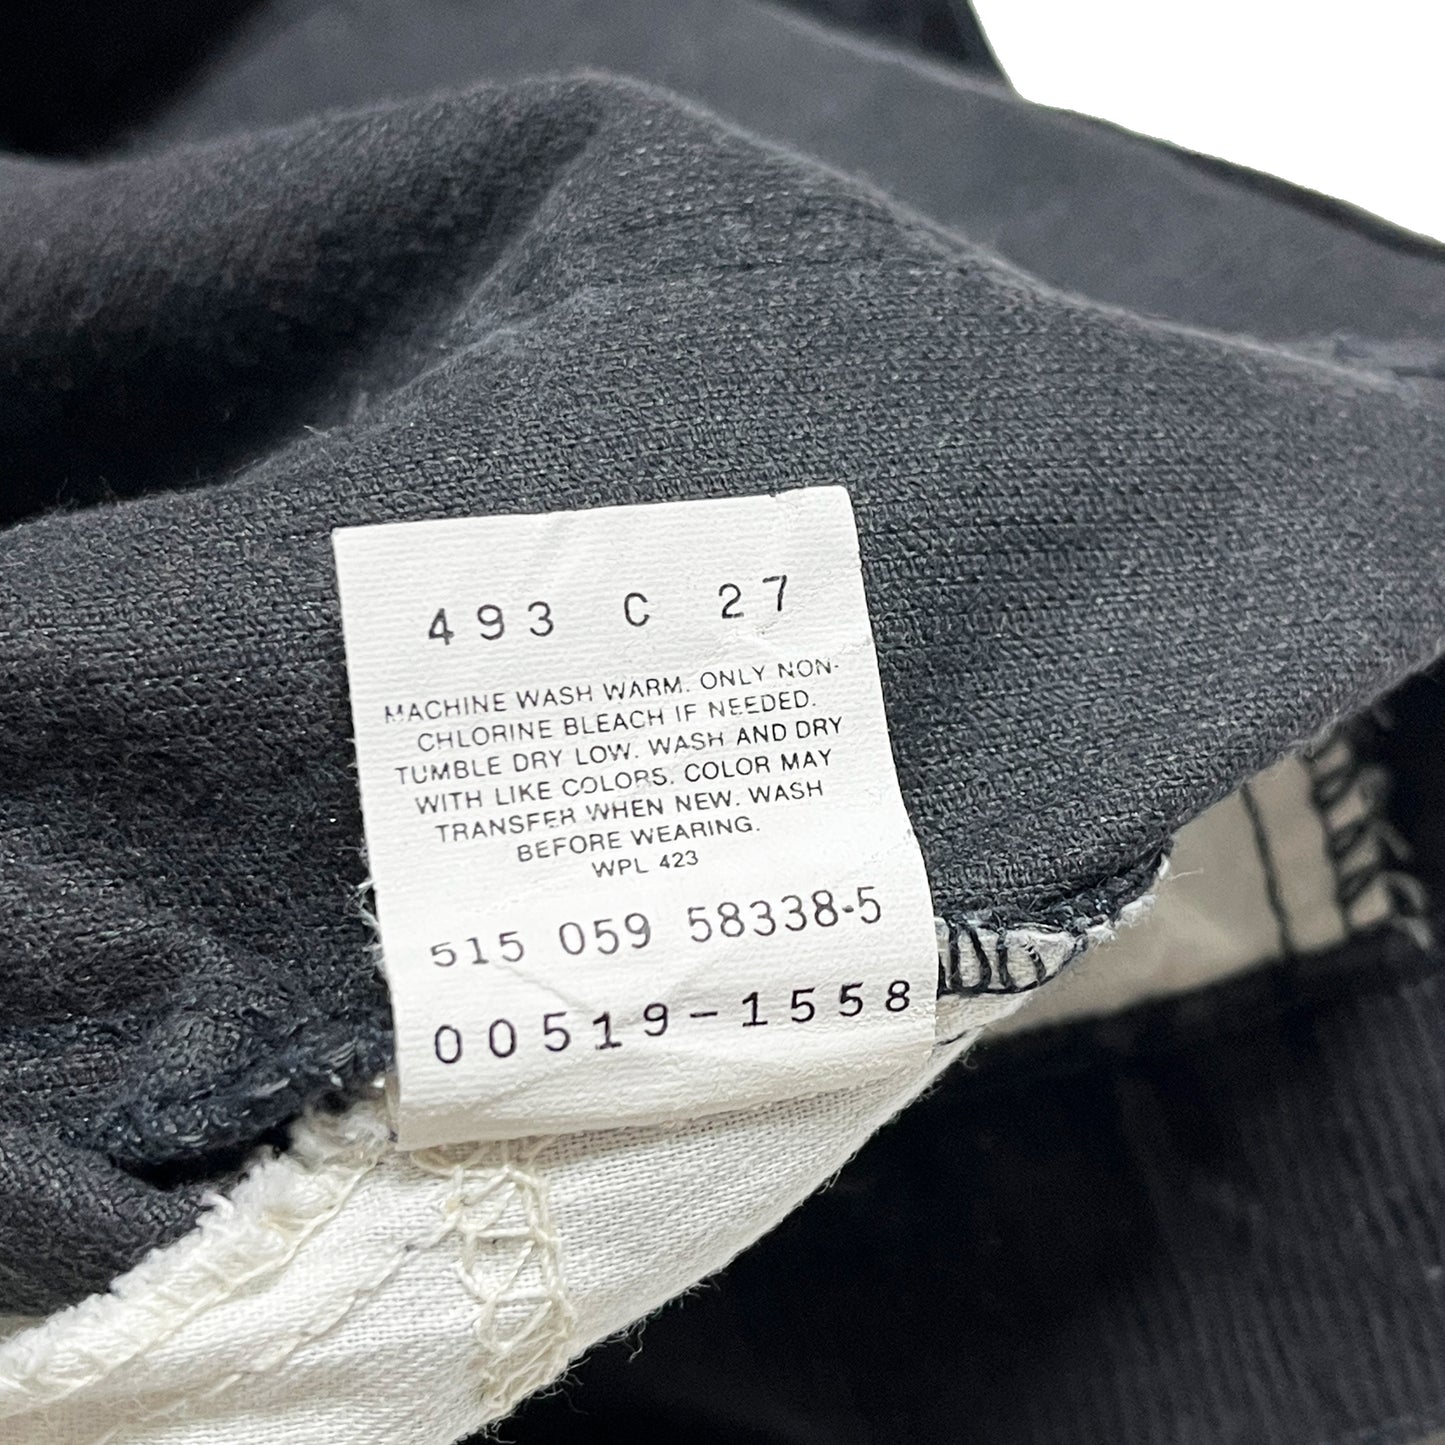 493 C 27
MACHINE WASH WARM. ONLY NON-
CHLORINE BLEACH IF NEEDED.
TUMBLE DRY LOW. WASH AND DRY
WITH LIKE COLORS. COLOR MAY
TRANSFER WHEN NEW. WASH
BEFORE WEARING.
WPL 423
515 059 58338-5
00519-1558